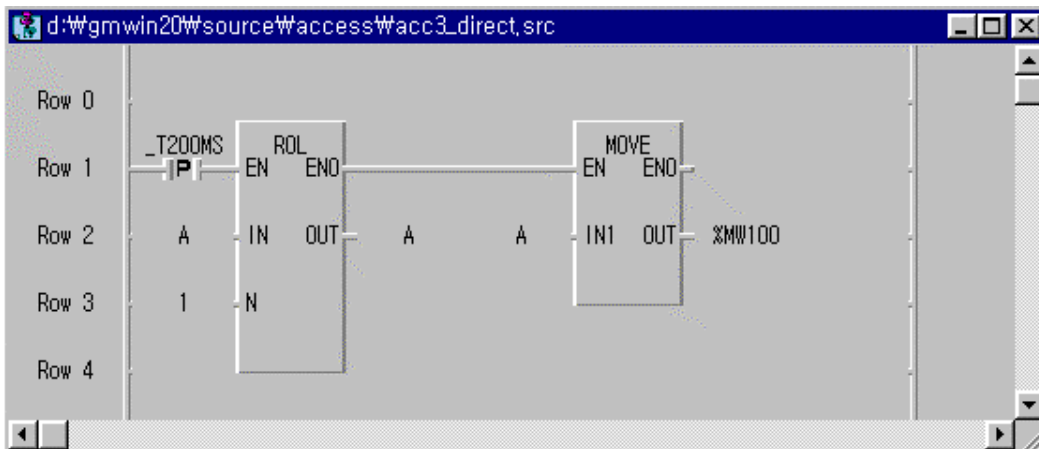 d:₩gmwin20₩source₩access₩acc3_direct,src
Row 0
_T200MS ROL MOVE
Row 1 P EN ENO EN ENO
Row 2 A IN OUT A A IN1 OUT %MW100
Row 3 1 N
Row 4